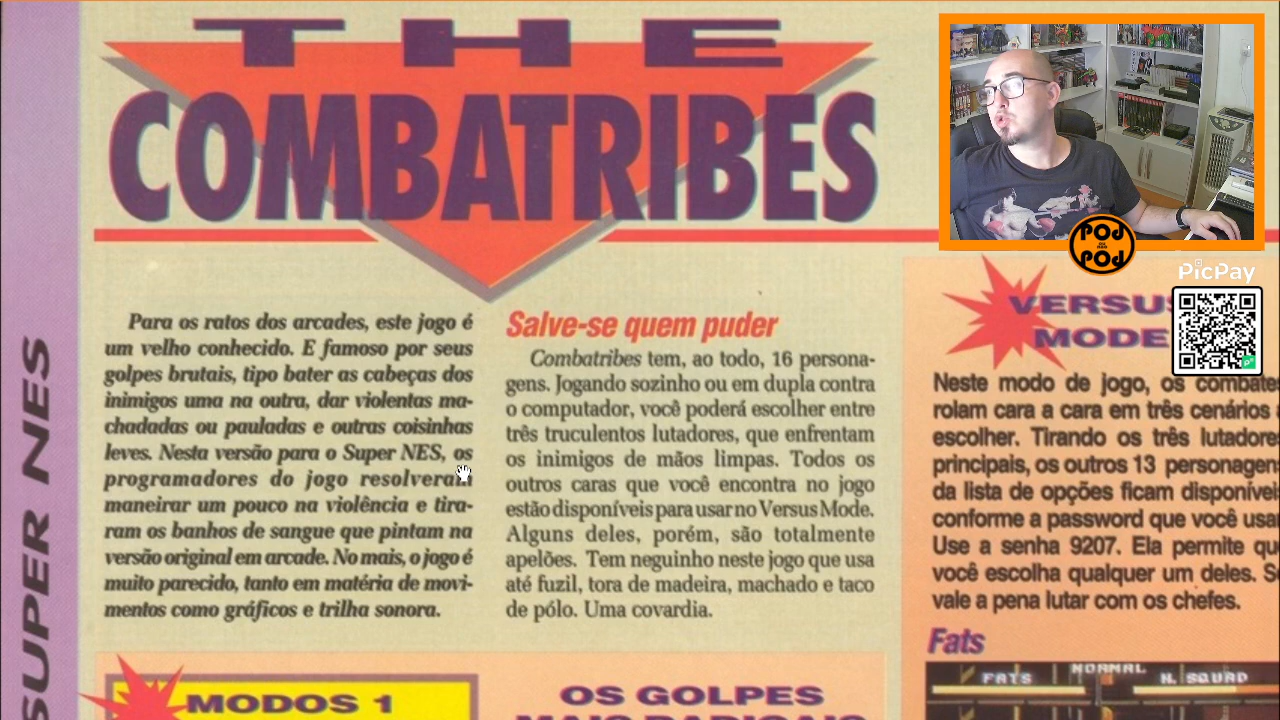 THE
COMBATRIBES
SUPER NES
Para os ratos dos arcades, este jogo é
um velho conhecido. E famoso por seus
golpes brutais, tipo bater as cabeças dos
inimigos uma na outra, dar violentas ma-
chadadas ou pauladas e outras coisinhas
leves. Nesta versão para o Super NES, os
programadores do jogo resolveram
maneirar um pouco na violência e tira-
ram os banhos de sangue que pintam na
versão original em arcade. No mais, o jogo é
muito parecido, tanto em matéria de movi-
mentos como gráficos e trilha sonora.
Salve-se quem puder
Combatribes tem, ao todo, 16 persona-
gens. Jogando sozinho ou em dupla contra
o computador, você poderá escolher entre
três truculentos lutadores, que enfrentam
os inimigos de mãos limpas. Todos os
outros caras que você encontra no jogo
estão disponíveis para usar no Versus Mode.
Alguns deles, porém, são totalmente
apelões. Tem neguinho neste jogo que usa
até fuzil, tora de madeira, machado e taco
de pólo. Uma covardia.
MODOS 1
OS GOLPES
MAIS RADICAIS
POd
ou não
POd
PicPay
VERSUS
MODE
Neste modo de jogo, os combate
rolam cara a cara em três cenários
escolher. Tirando os três lutadore
principais, os outros 13 personagen
da lista de opções ficam disponívei
conforme a password que você usa
Use a senha 9207. Ela permite qu
você escolha qualquer um deles. S
vale a pena lutar com os chefes.
Fats
FATS NORMAL M. SQUAD